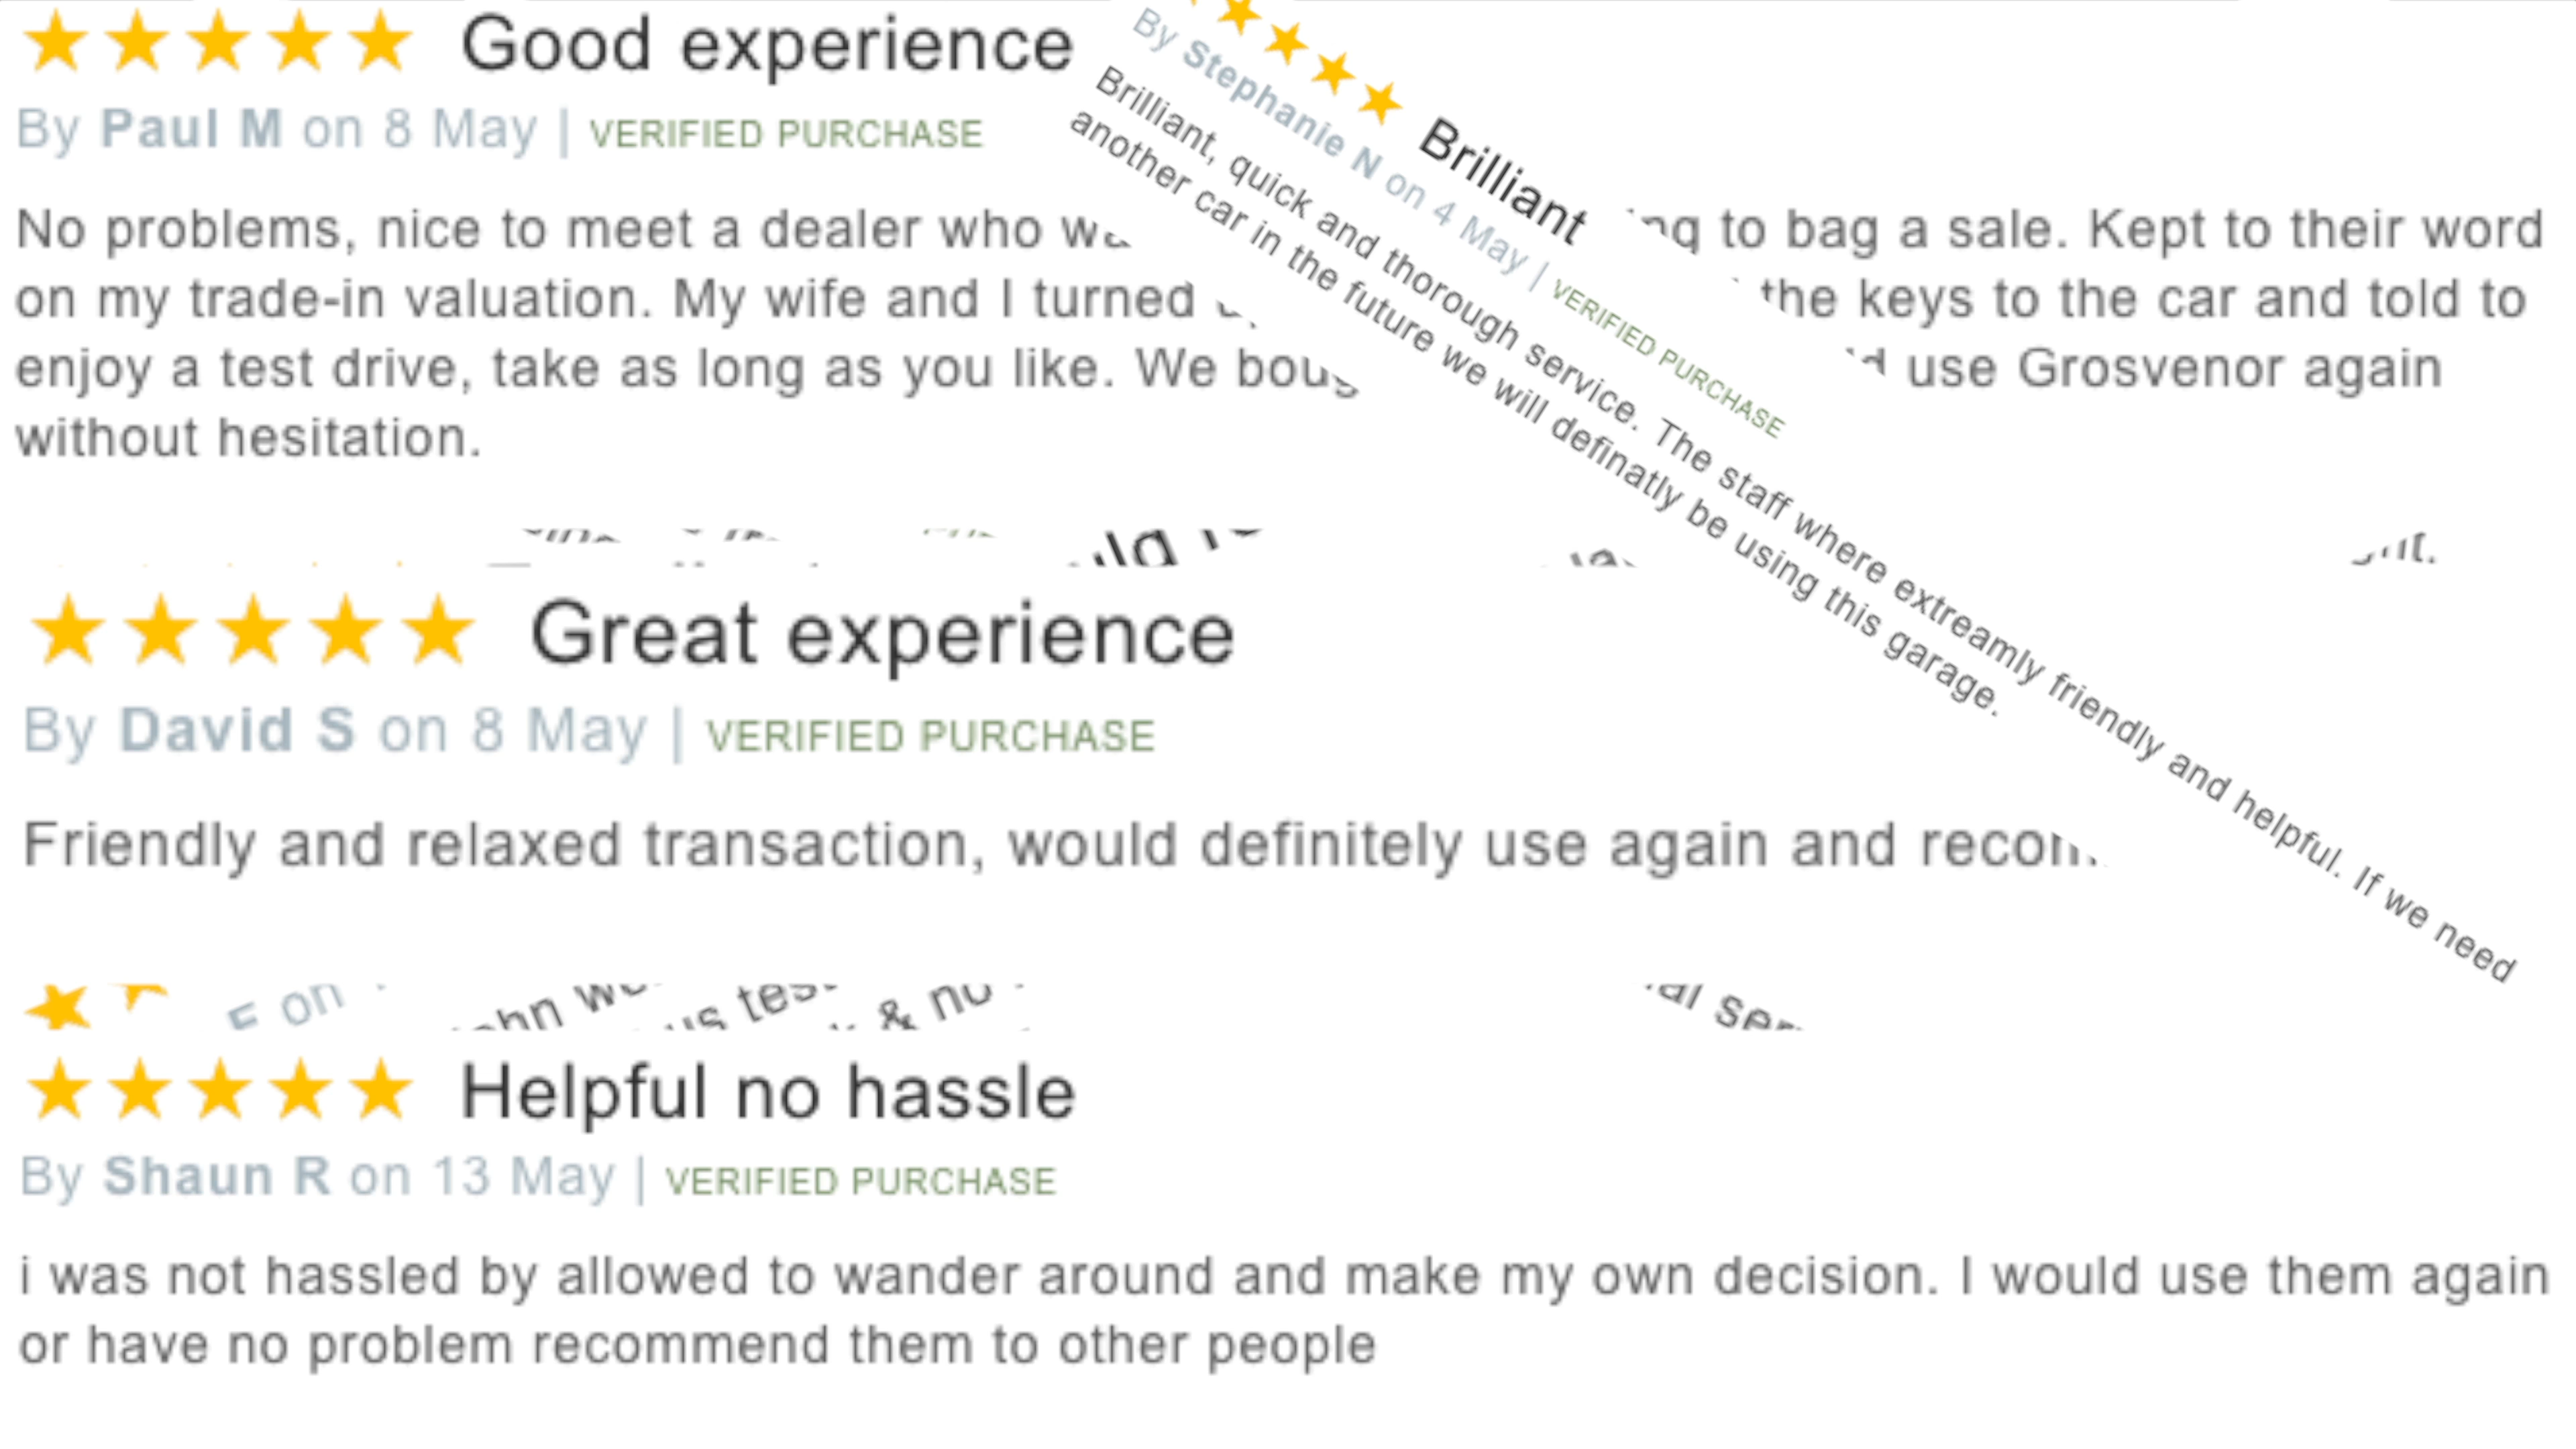 Good experience
By Paul M on 8 May | VERIFIED PURCHASE
No problems, nice to meet a dealer who
to bag a sale. Kept to their word
on my trade-in valuation. My wife and I turned
the keys to the car and told to
enjoy a test drive, take as long as you like. We
use Grosvenor again
without hesitation.
Brilliant
By Stephanie N on 4 May | VERIFIED PURCHASE
Brilliant, quick and thorough service. The staff where extreamly friendly and helpful. If we need
another car in the future we will definatly be using this garage.
Great experience
By David S on 8 May | VERIFIED PURCHASE
Friendly and relaxed transaction, would definitely use again and
on
& no
Helpful no hassle
By Shaun R on 13 May | VERIFIED PURCHASE
i was not hassled by allowed to wander around and make my own decision. I would use them again
or have no problem recommend them to other people